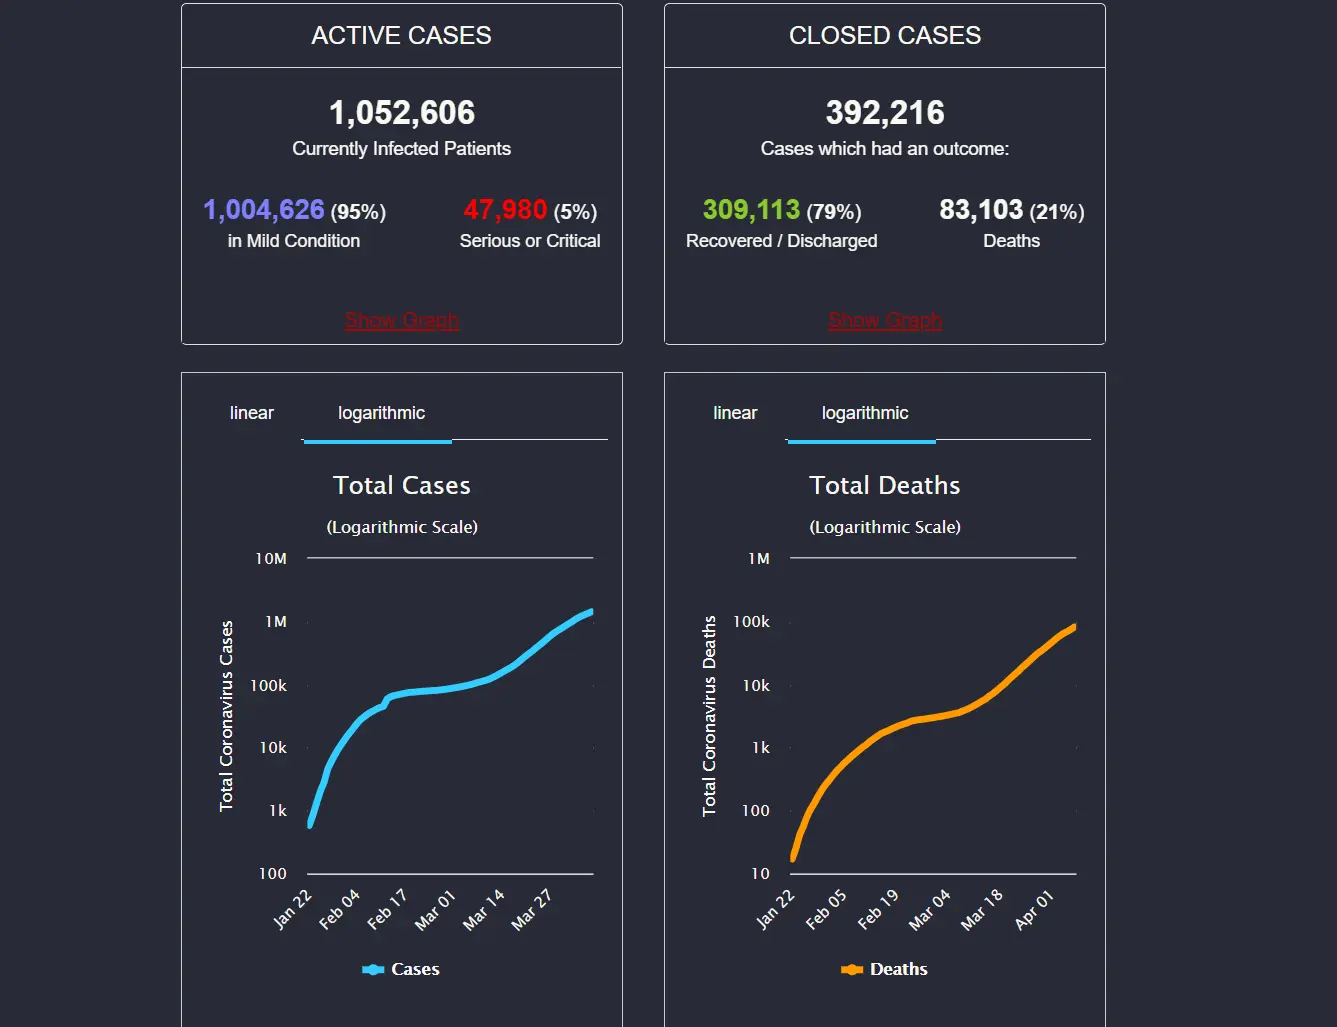 ACTIVE CASES
1,052,606
Currently Infected Patients
1,004,626 (95%)
in Mild Condition
47,980 (5%)
Serious or Critical
Show Graph
CLOSED CASES
392,216
Cases which had an outcome:
309,113 (79%)
Recovered / Discharged
83,103 (21%)
Deaths
Show Graph
linear
logarithmic
Total Cases
(Logarithmic Scale)
Total Coronavirus Cases
10M
1M
100k
10k
1k
100
Jan 22
Feb 04
Feb 17
Mar 01
Mar 14
Mar 27
Cases
linear
logarithmic
Total Deaths
(Logarithmic Scale)
Total Coronavirus Deaths
1M
100k
10k
1k
100
10
Jan 22
Feb 05
Feb 19
Mar 04
Mar 18
Apr 01
Deaths